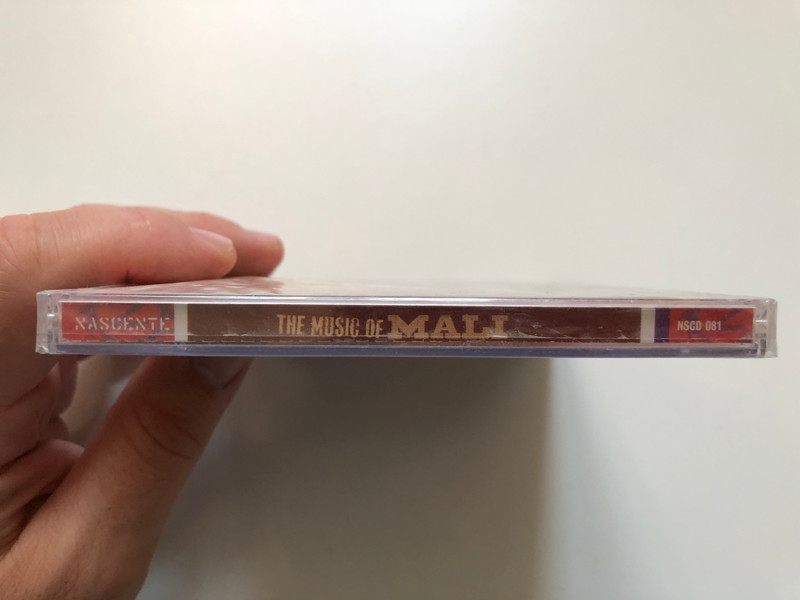 NASCENTE THE MUSIC OF MALI NSCD 081